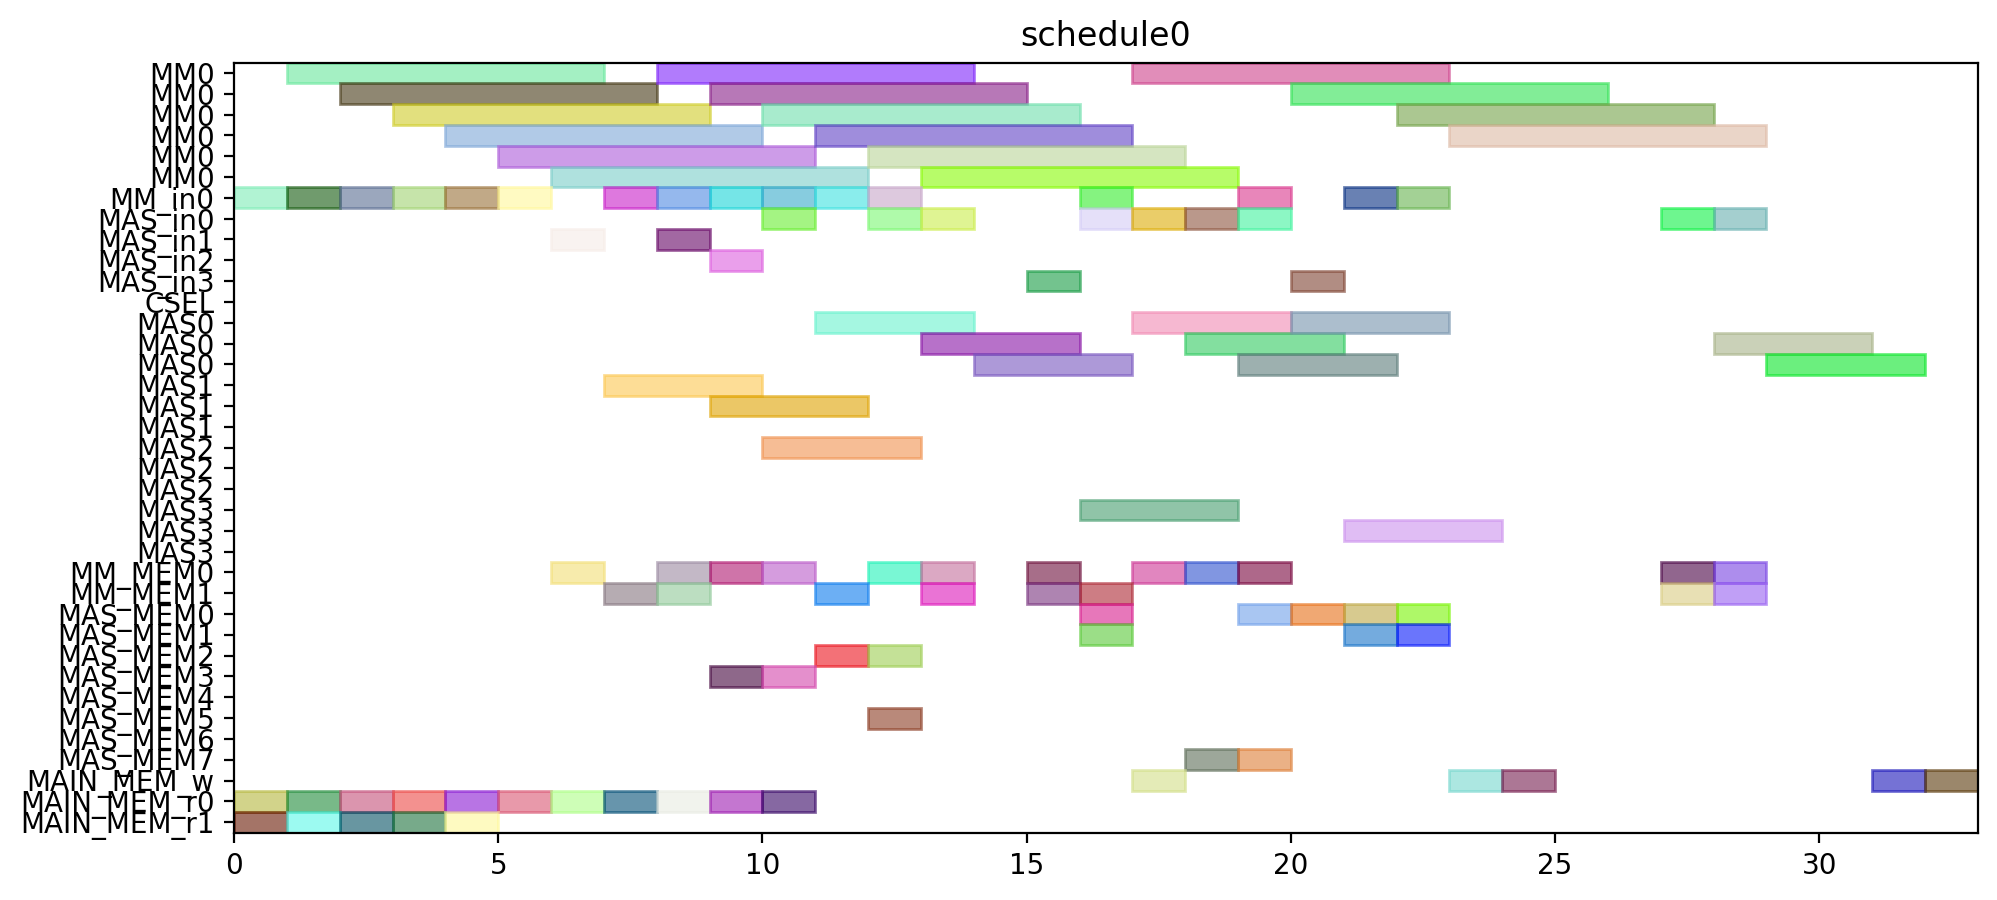 schedule0
MM0
MM0
MM0
MM0
MM0
MM0
MM_in0
MAS_in0
MAS_in1
MAS_in2
MAS_in3
CSEL
MAS0
MAS0
MAS0
MAS1
MAS1
MAS1
MAS2
MAS2
MAS2
MAS3
MAS3
MAS3
MM_MEM0
MM_MEM1
MAS_MEM0
MAS_MEM1
MAS_MEM2
MAS_MEM3
MAS_MEM4
MAS_MEM5
MAS_MEM6
MAS_MEM7
MAIN_MEM_w
MAIN_MEM_r0
MAIN_MEM_r1
0 5 10 15 20 25 30